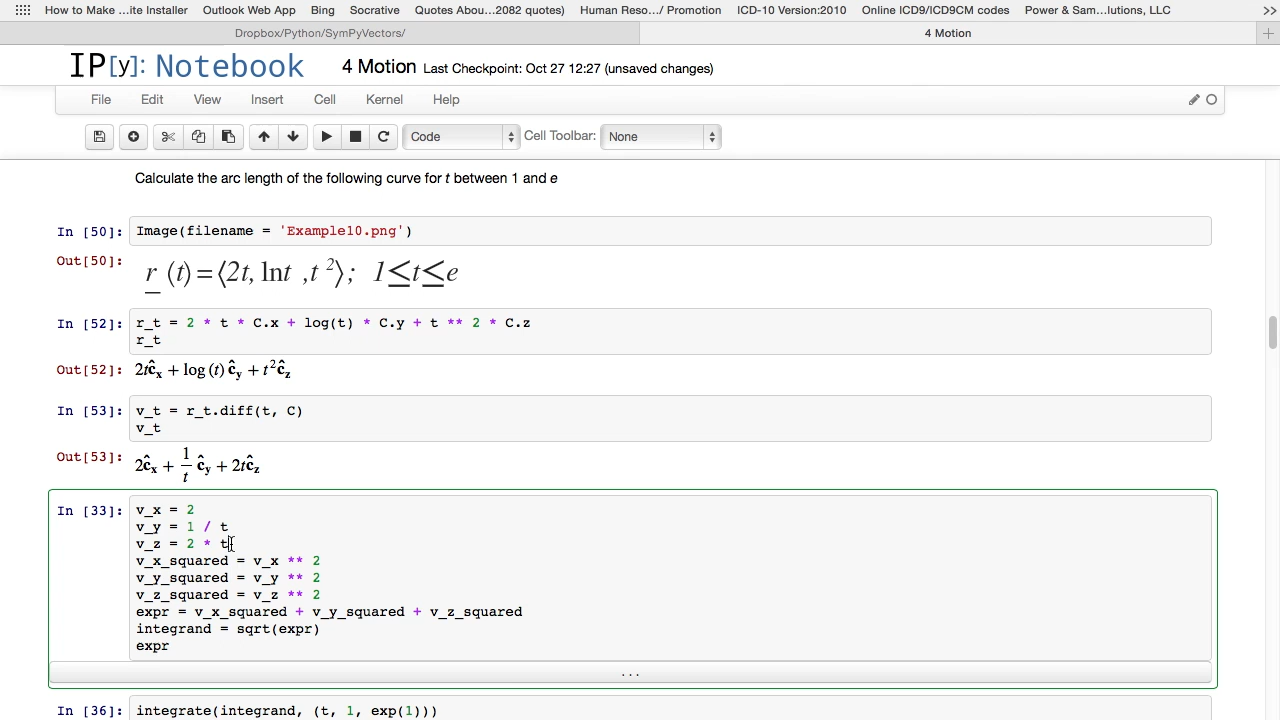 How to Make ...ite Installer Outlook Web App Bing Socrative Quotes Abou...2082 quotes) Human Reso.../ Promotion ICD-10 Version:2010 Online ICD9/ICD9CM codes Power & Sam...lutions, LLC >>
Dropbox/Python/SymPyVectors/ 4 Motion +
IP[y]: Notebook 4 Motion Last Checkpoint: Oct 27 12:27 (unsaved changes)
File Edit View Insert Cell Kernel Help
Code Cell Toolbar: None
Calculate the arc length of the following curve for t between 1 and e
In [50]: Image(filename = 'Example10.png')
Out[50]: r (t)=⟨2t, lnt ,t ²⟩; 1≤t≤e
In [52]: r_t = 2 * t * C.x + log(t) * C.y + t ** 2 * C.z
r_t
Out[52]: 2tĉ_x + log (t) ĉ_y + t²ĉ_z
In [53]: v_t = r_t.diff(t, C)
v_t
Out[53]: 2ĉ_x + 1/t ĉ_y + 2tĉ_z
In [33]: v_x = 2
v_y = 1 / t
v_z = 2 * t
v_x_squared = v_x ** 2
v_y_squared = v_y ** 2
v_z_squared = v_z ** 2
expr = v_x_squared + v_y_squared + v_z_squared
integrand = sqrt(expr)
expr
...
In [36]: integrate(integrand, (t, 1, exp(1)))